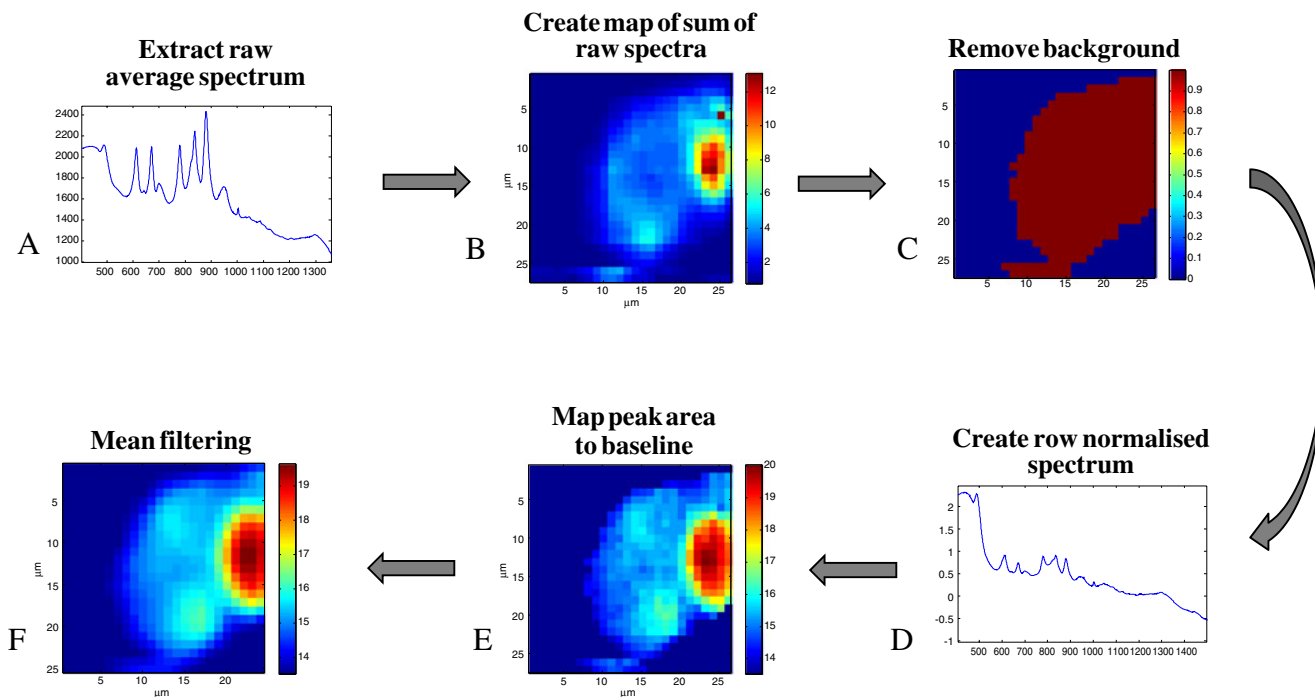 Extract raw
average spectrum
2400
2200
2000
1800
1600
1400
1200
1000
500 600 700 800 900 1000 1100 1200 1300
A
Create map of sum of
raw spectra
5
10
15
20
25
μm
5 10 15 20 25
μm
12
10
8
6
4
2
B
Remove background
5
10
15
20
25
5 10 15 20 25
0.9
0.8
0.7
0.6
0.5
0.4
0.3
0.2
0.1
0
C
Mean filtering
5
10
15
20
25
μm
5 10 15 20
μm
19
18
17
16
15
14
F
Map peak area
to baseline
5
10
15
20
25
μm
5 10 15 20 25
μm
20
19
18
17
16
15
14
E
Create row normalised
spectrum
2
1.5
1
0.5
0
-0.5
-1
500 600 700 800 900 1000 1100 1200 1300 1400
D